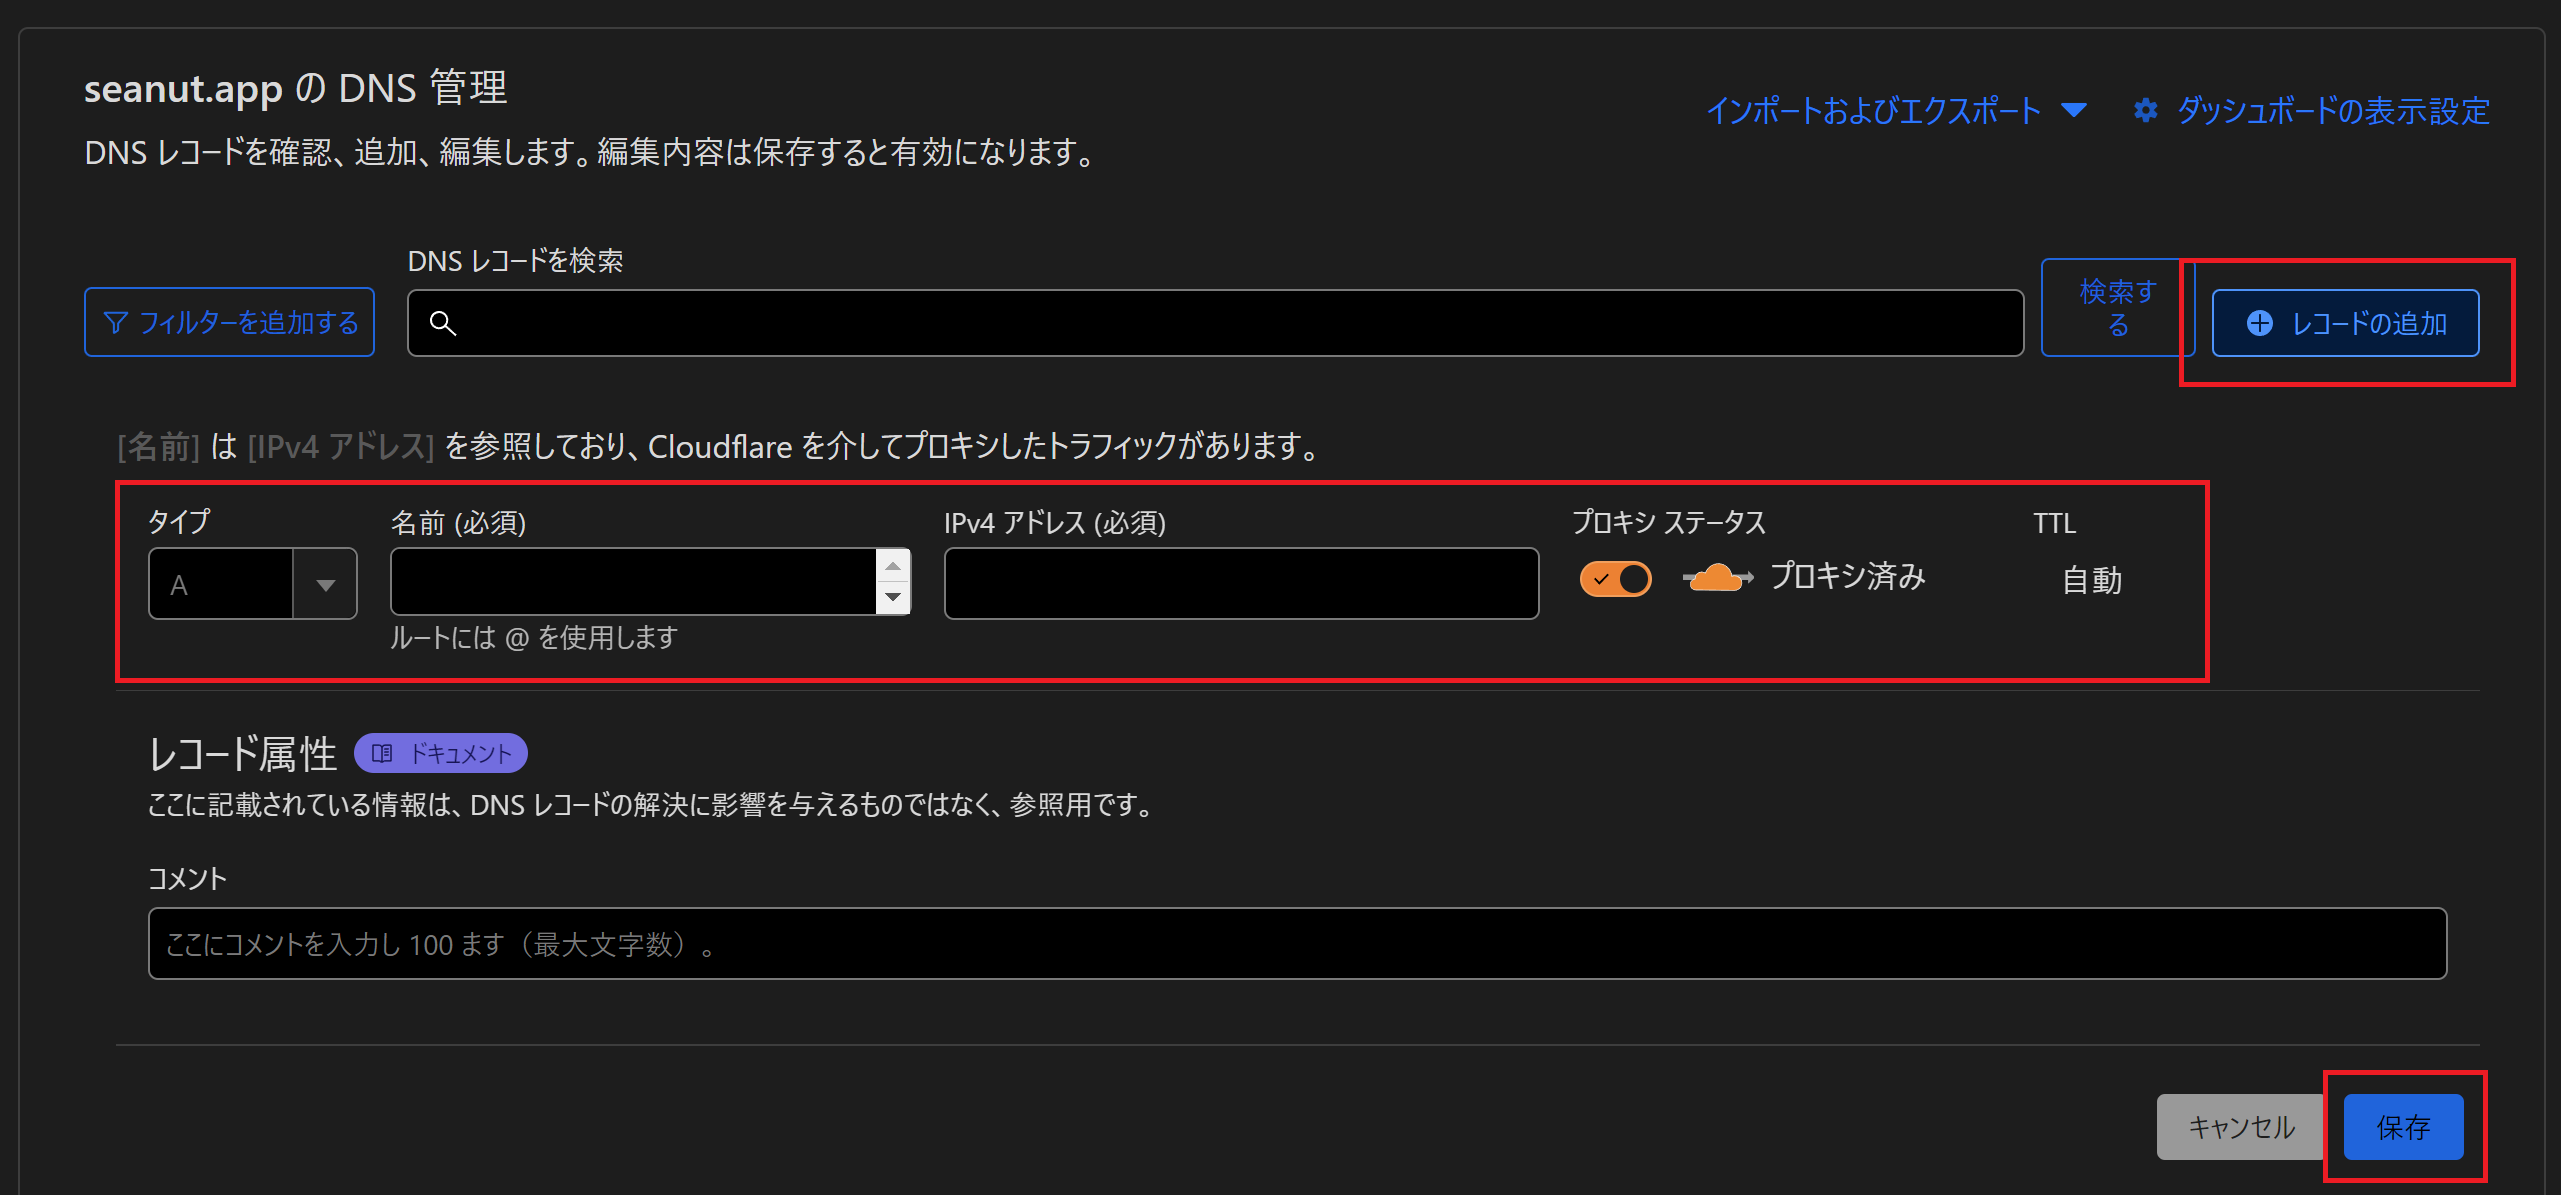 seanut.app の DNS 管理
インポートおよびエクスポート
ダッシュボードの表示設定
DNS レコードを確認、追加、編集します。編集内容は保存すると有効になります。
DNS レコードを検索
フィルターを追加する
検索す
る
レコードの追加
[名前] は [IPv4 アドレス] を参照しており、Cloudflare を介してプロキシしたトラフィックがあります。
タイプ
名前 (必須)
IPv4 アドレス (必須)
プロキシ ステータス
TTL
A
プロキシ済み
自動
ルートには @ を使用します
レコード属性
ドキュメント
ここに記載されている情報は、DNS レコードの解決に影響を与えるものではなく、参照用です。
コメント
ここにコメントを入力し 100 ます（最大文字数）。
キャンセル
保存